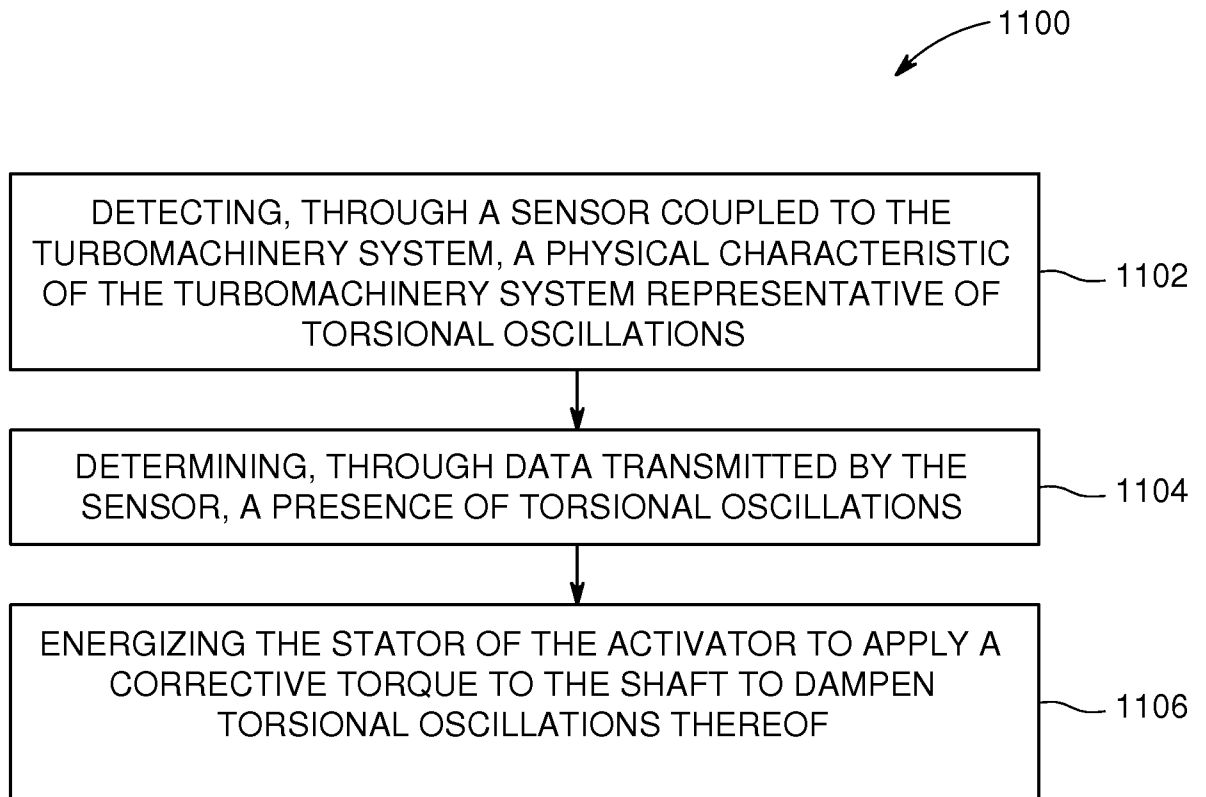 1100
DETECTING, THROUGH A SENSOR COUPLED TO THE
TURBOMACHINERY SYSTEM, A PHYSICAL CHARACTERISTIC
OF THE TURBOMACHINERY SYSTEM REPRESENTATIVE OF
TORSIONAL OSCILLATIONS
1102
DETERMINING, THROUGH DATA TRANSMITTED BY THE
SENSOR, A PRESENCE OF TORSIONAL OSCILLATIONS
1104
ENERGIZING THE STATOR OF THE ACTIVATOR TO APPLY A
CORRECTIVE TORQUE TO THE SHAFT TO DAMPEN
TORSIONAL OSCILLATIONS THEREOF
1106